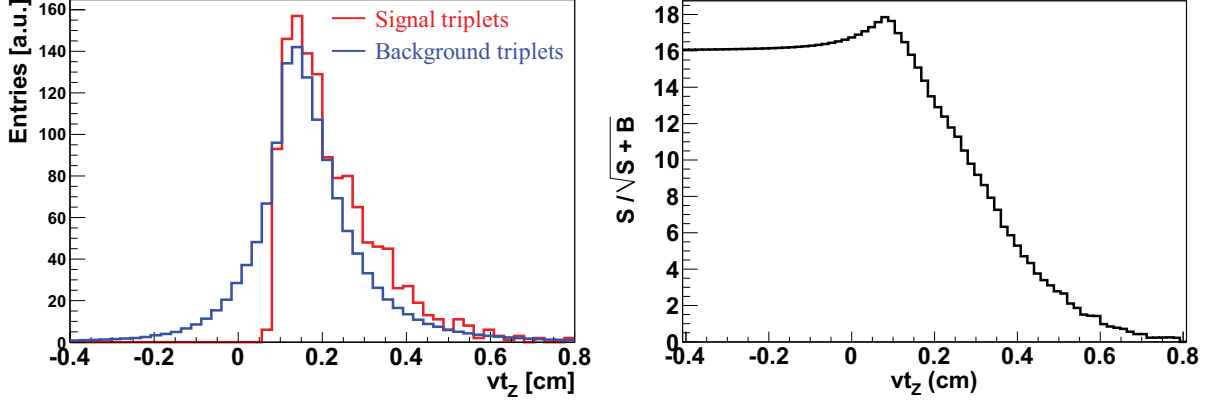 Entries [a.u.]
160
140
120
100
80
60
40
20
0
Signal triplets
Background triplets
-0.4 -0.2 0 0.2 0.4 0.6 0.8
vt_Z [cm]
S /√S + B
18
16
14
12
10
8
6
4
2
0
-0.4 -0.2 0 0.2 0.4 0.6 0.8
vt_Z (cm)